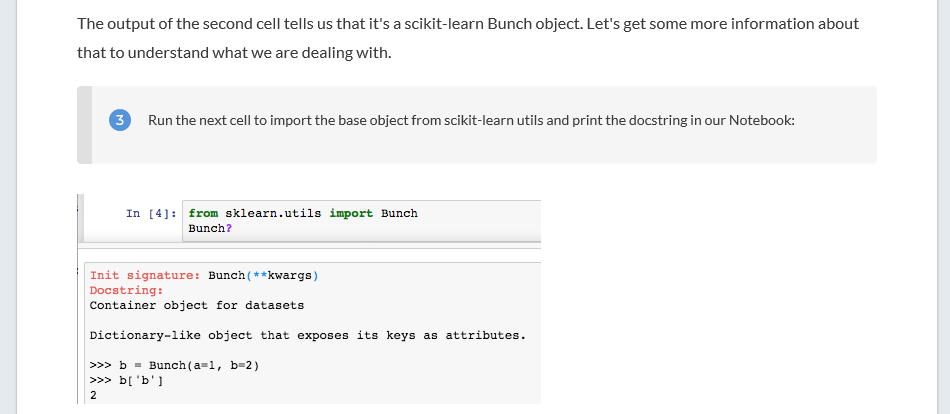 The output of the second cell tells us that it's a scikit-learn Bunch object. Let's get some more information about
that to understand what we are dealing with.
3 Run the next cell to import the base object from scikit-learn utils and print the docstring in our Notebook:
In [4]: from sklearn.utils import Bunch
Bunch?
Init signature: Bunch(**kwargs)
Docstring:
Container object for datasets
Dictionary-like object that exposes its keys as attributes.
>>> b = Bunch(a=1, b=2)
>>> b['b']
2